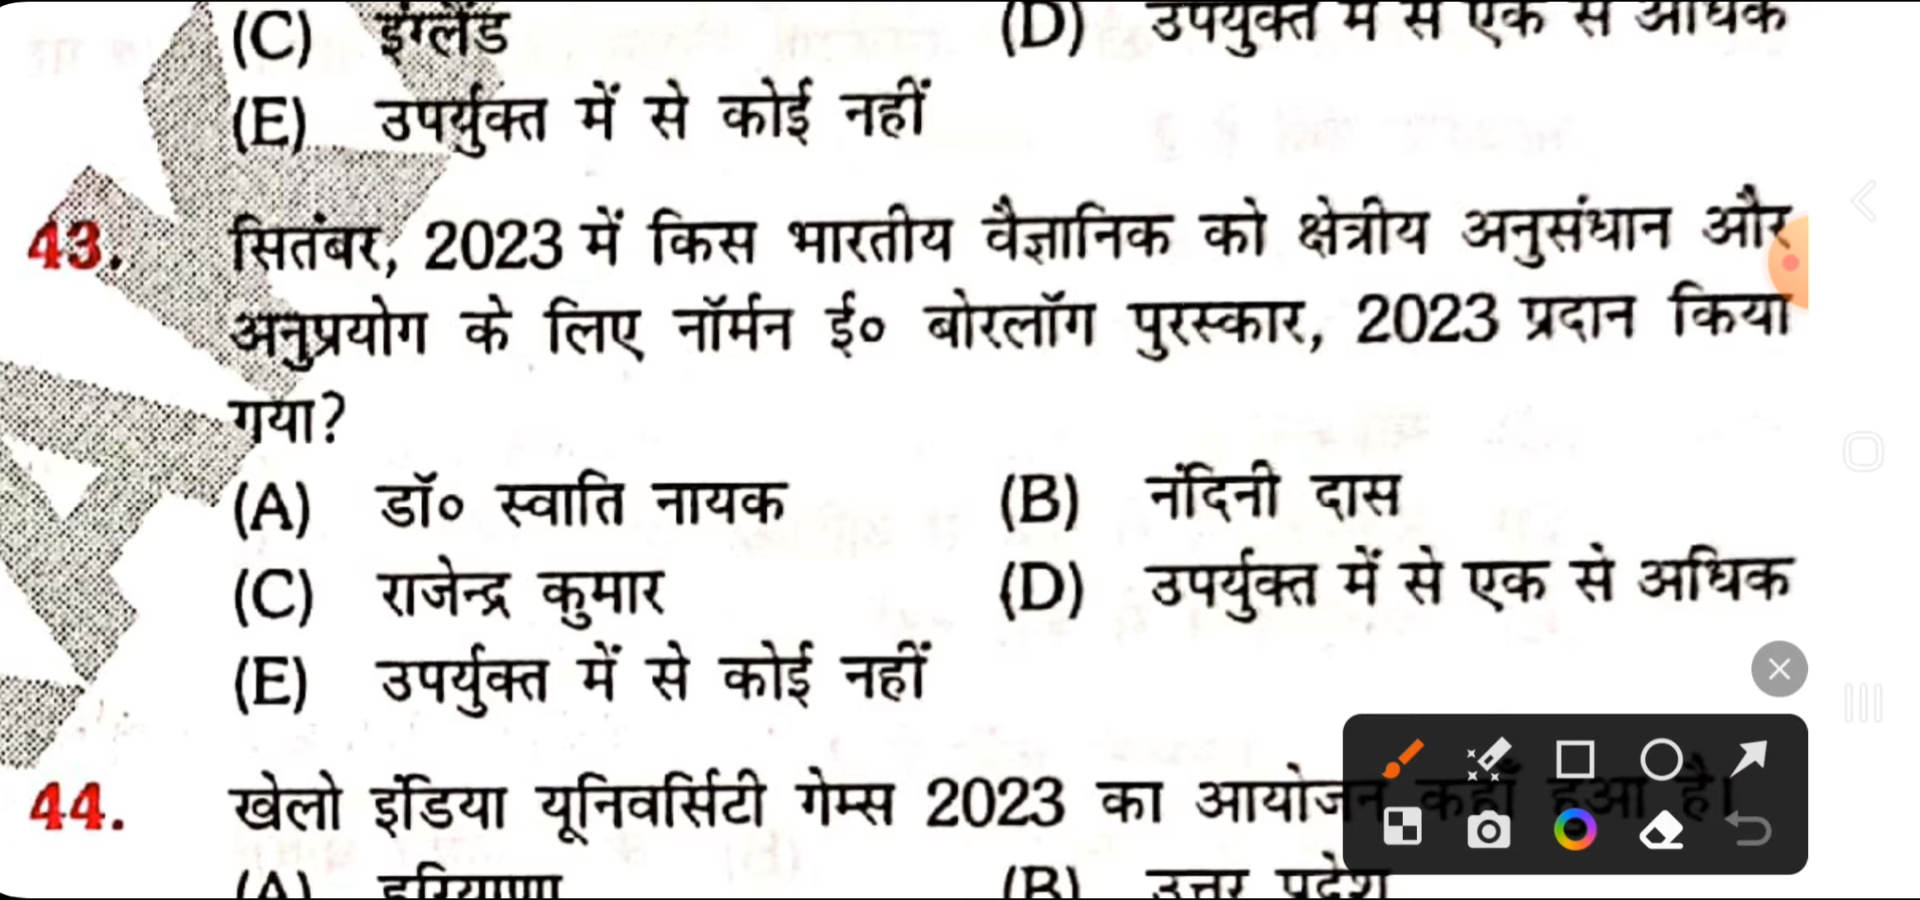 (C) इंग्लैंड (D) उपर्युक्त में से एक से अधिक
(E) उपर्युक्त में से कोई नहीं
43. सितंबर, 2023 में किस भारतीय वैज्ञानिक को क्षेत्रीय अनुसंधान और
अनुप्रयोग के लिए नॉर्मन ई० बोरलॉग पुरस्कार, 2023 प्रदान किया
गया?
(A) डॉ० स्वाति नायक (B) नंदिनी दास
(C) राजेन्द्र कुमार (D) उपर्युक्त में से एक से अधिक
(E) उपर्युक्त में से कोई नहीं
44. खेलो इंडिया यूनिवर्सिटी गेम्स 2023 का आयोजन कहाँ हुआ है।
(A) हरियाणा (B) उत्तर प्रदेश